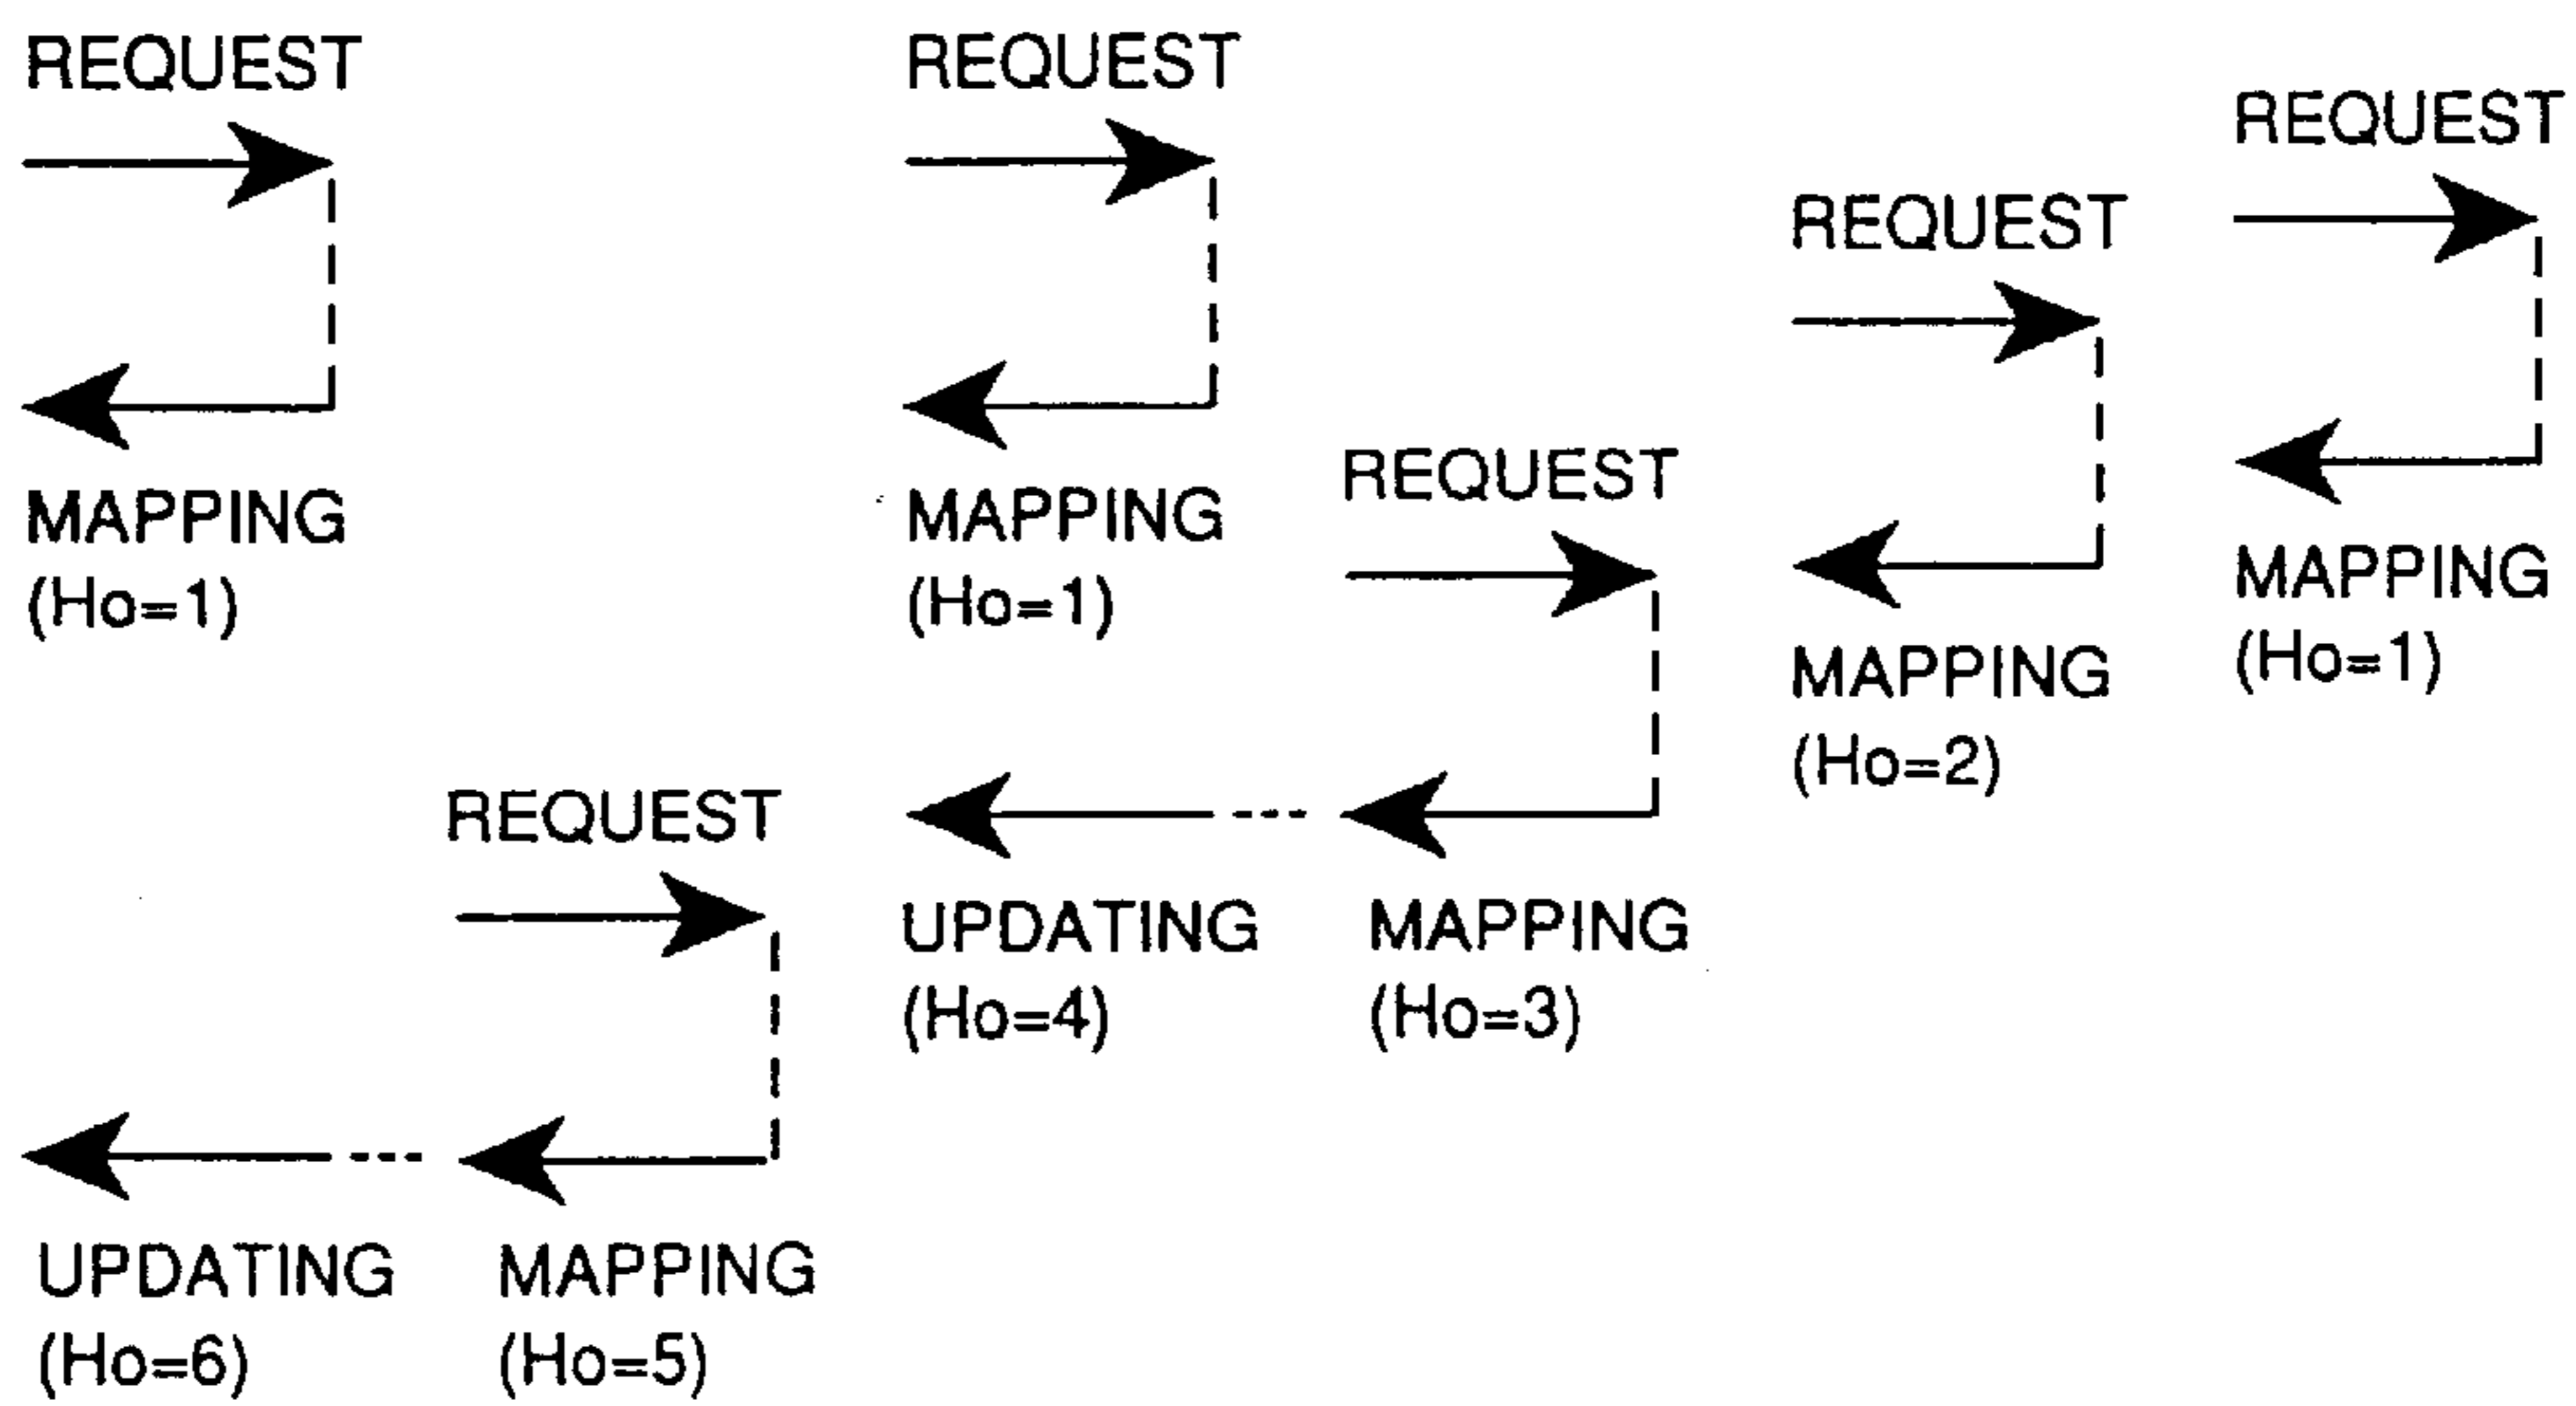 REQUEST
MAPPING
(Ho=1)
REQUEST
MAPPING
(Ho=1)
REQUEST
MAPPING
(Ho=1)
REQUEST
MAPPING
(Ho=2)
REQUEST
MAPPING
(Ho=3)
UPDATING
(Ho=4)
REQUEST
MAPPING
(Ho=5)
UPDATING
(Ho=6)